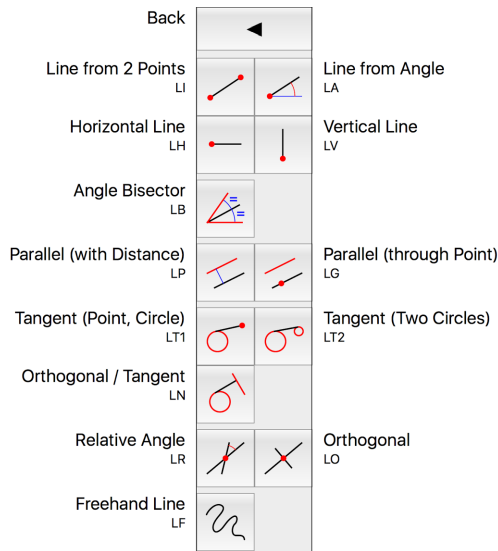 Back
Line from 2 Points
LI
Line from Angle
LA
Horizontal Line
LH
Vertical Line
LV
Angle Bisector
LB
Parallel (with Distance)
LP
Parallel (through Point)
LG
Tangent (Point, Circle)
LT1
Tangent (Two Circles)
LT2
Orthogonal / Tangent
LN
Relative Angle
LR
Orthogonal
LO
Freehand Line
LF